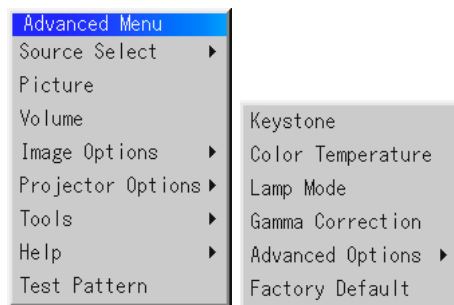 Advanced Menu
Source Select
Picture
Volume
Image Options
Projector Options
Tools
Help
Test Pattern
Keystone
Color Temperature
Lamp Mode
Gamma Correction
Advanced Options
Factory Default